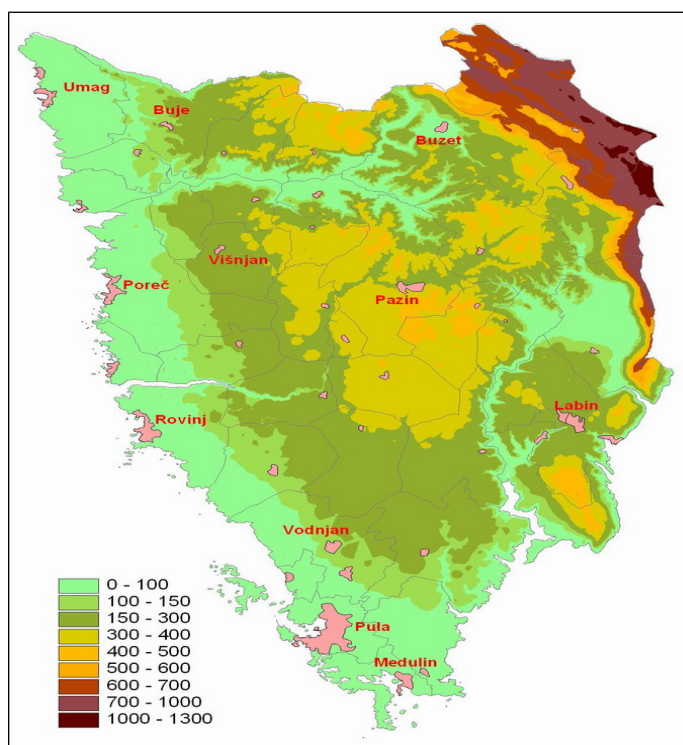 Umag
Buje
Buzet
Višnjan
Poreč
Pazin
Rovinj
Labin
Vodnjan
Pula
Medulin
0 - 100
100 - 150
150 - 300
300 - 400
400 - 500
500 - 600
600 - 700
700 - 1000
1000 - 1300